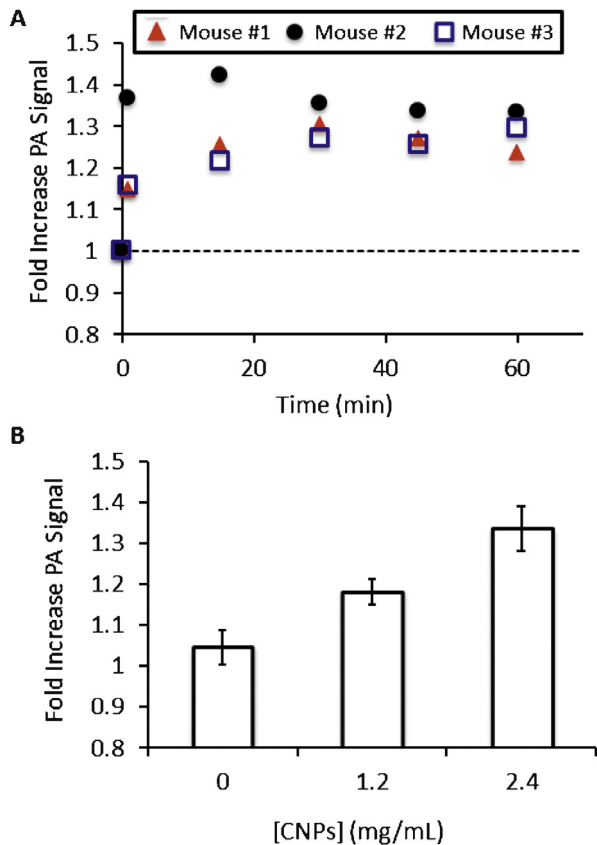 A
Mouse #1 Mouse #2 Mouse #3
Fold Increase PA Signal
1.5
1.4
1.3
1.2
1.1
1
0.9
0.8
0 20 40 60
Time (min)
B
Fold Increase PA Signal
1.5
1.4
1.3
1.2
1.1
1
0.9
0.8
0 1.2 2.4
[CNPs] (mg/mL)